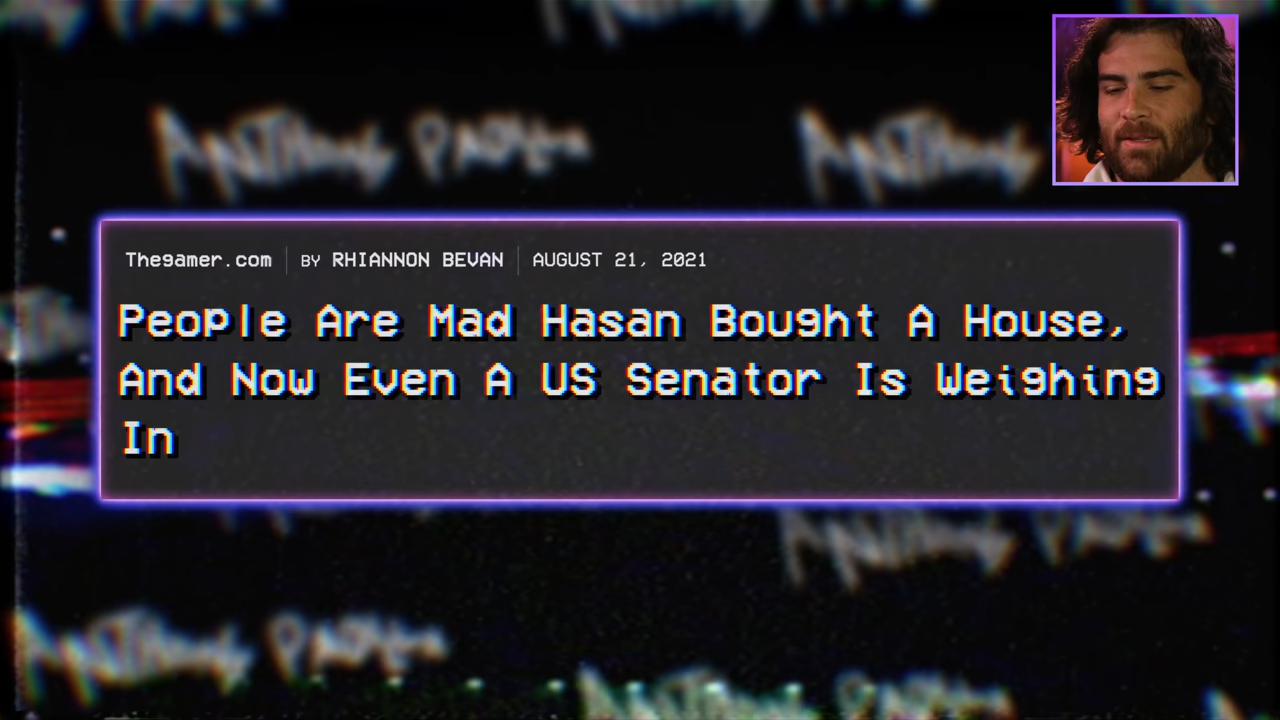 Thegamer.com BY RHIANNON BEVAN AUGUST 21, 2021
People Are Mad Hasan Bought A House,
And Now Even A US Senator Is Weighing
In